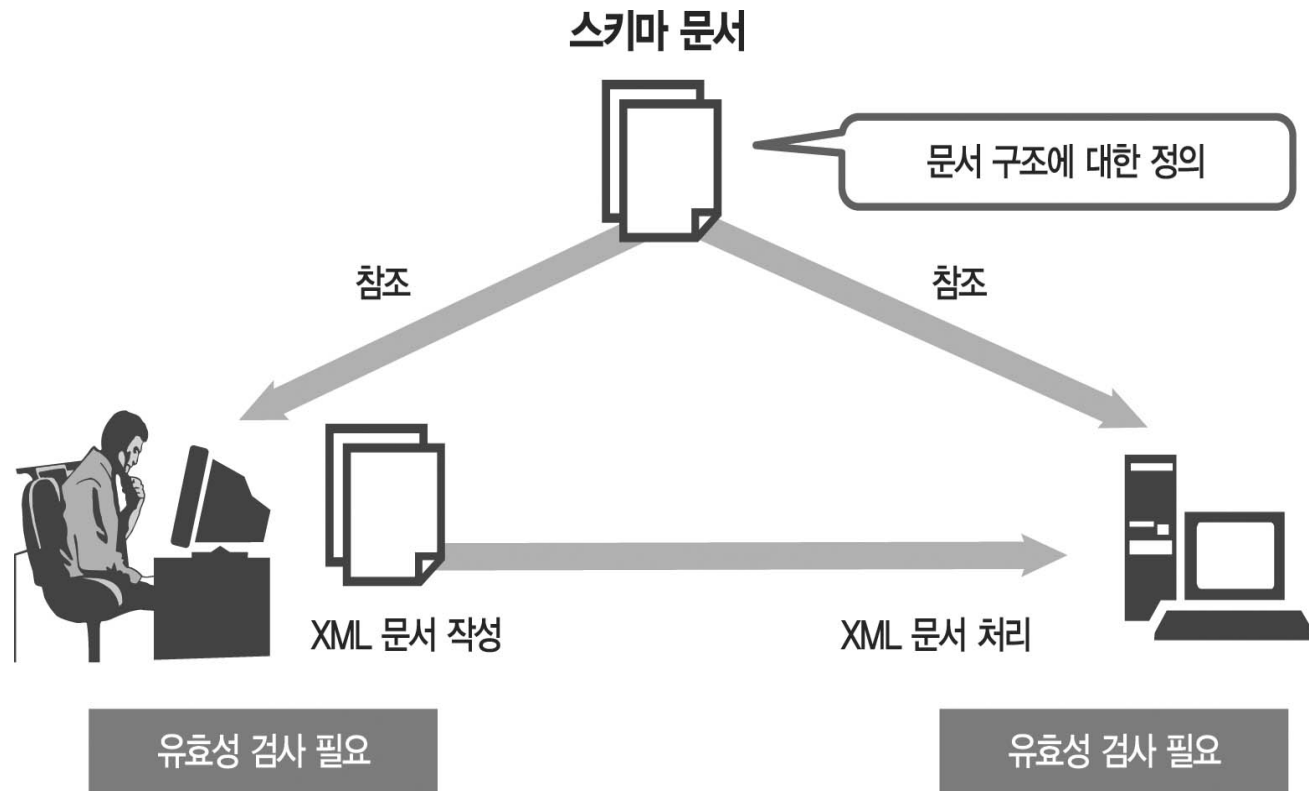 스키마 문서
문서 구조에 대한 정의
참조
참조
XML 문서 작성
XML 문서 처리
유효성 검사 필요
유효성 검사 필요